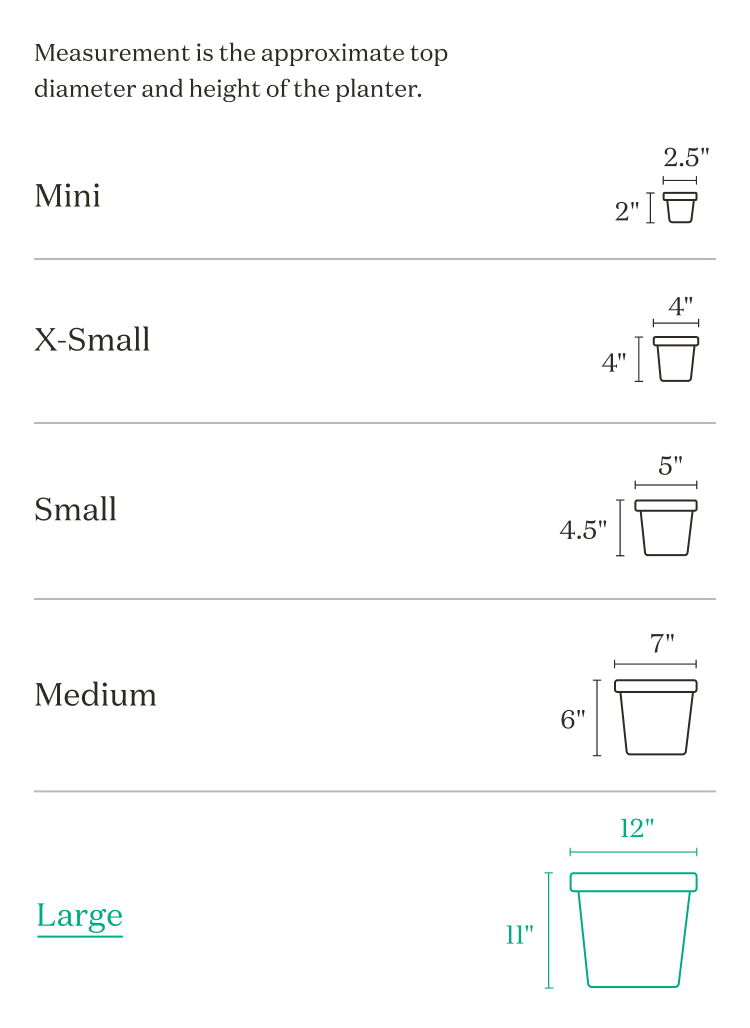 Measurement is the approximate top
diameter and height of the planter.
2.5"
Mini
2"
4"
X-Small
4"
5"
Small
4.5"
7"
Medium
6"
12"
Large
11"